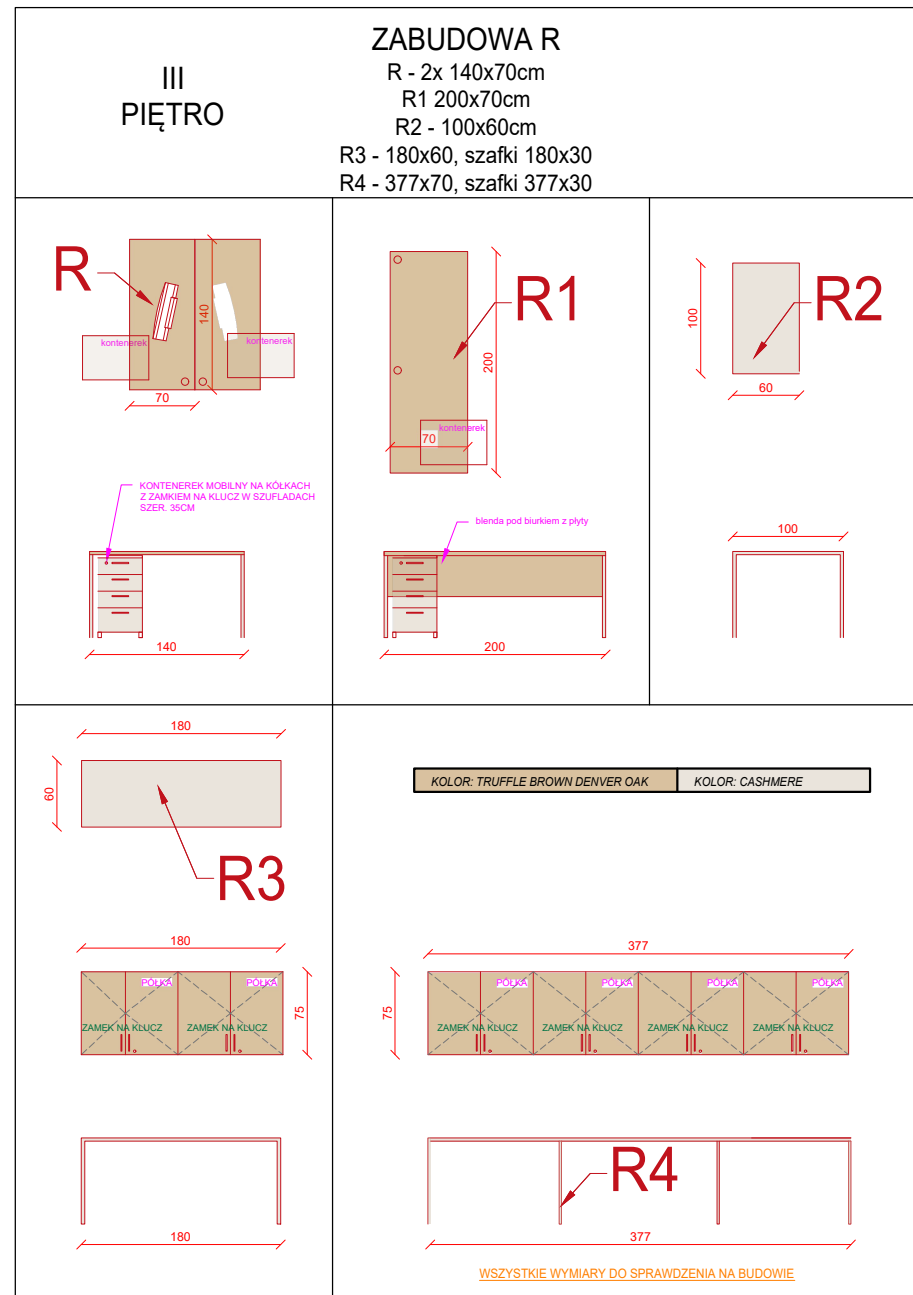 III
PIĘTRO
ZABUDOWA R
R - 2x 140x70cm
R1 200x70cm
R2 - 100x60cm
R3 - 180x60, szafki 180x30
R4 - 377x70, szafki 377x30
R
140
kontenerek
kontenerek
70
KONTENEREK MOBILNY NA KÓŁKACH
Z ZAMKIEM NA KLUCZ W SZUFLADACH
SZER. 35CM
140
R1
200
kontenerek
70
blenda pod biurkiem z płyty
200
R2
100
60
100
180
60
R3
180
PÓŁKA
PÓŁKA
75
ZAMEK NA KLUCZ
ZAMEK NA KLUCZ
180
KOLOR: TRUFFLE BROWN DENVER OAK
KOLOR: CASHMERE
377
75
PÓŁKA
PÓŁKA
PÓŁKA
PÓŁKA
ZAMEK NA KLUCZ
ZAMEK NA KLUCZ
ZAMEK NA KLUCZ
ZAMEK NA KLUCZ
R4
377
WSZYSTKIE WYMIARY DO SPRAWDZENIA NA BUDOWIE